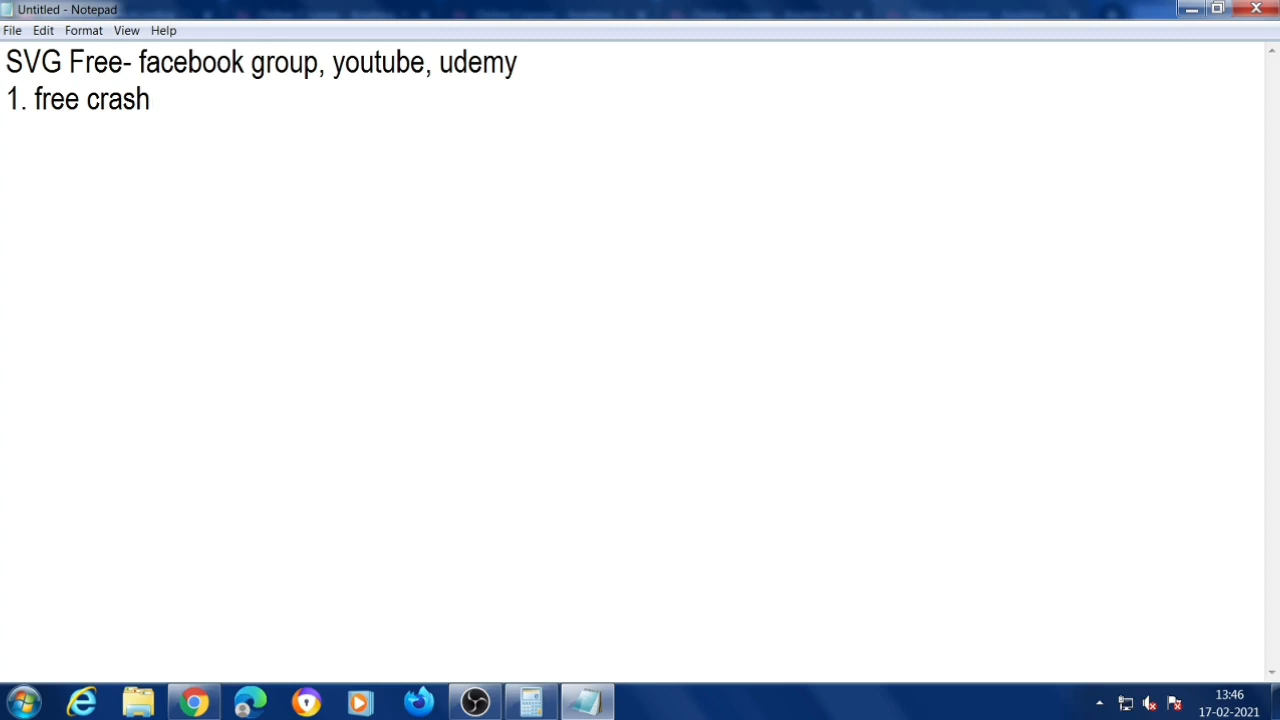 Untitled - Notepad
File Edit Format View Help
SVG Free- facebook group, youtube, udemy
1. free crash
13:46
17-02-2021